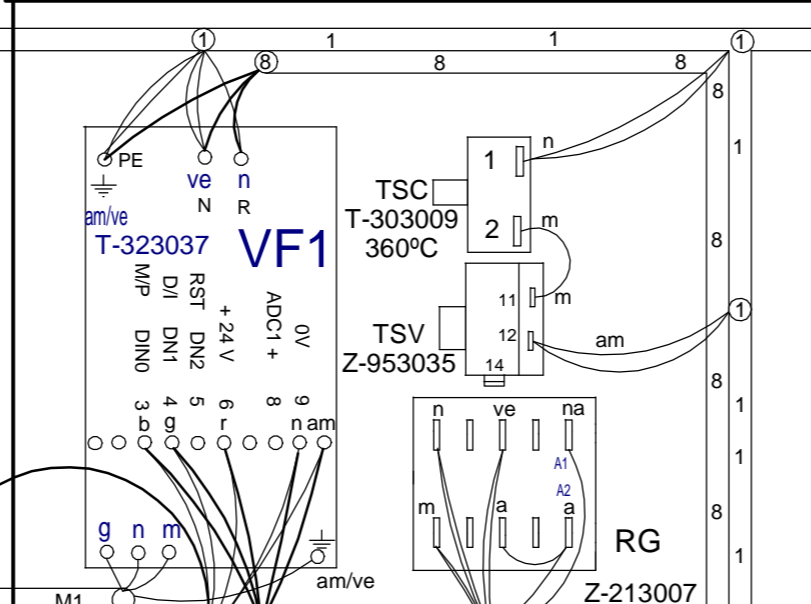 1
1
1
1
8
8
8
8
PE
ve
n
N
R
am/ve
T-323037
VF1
M/P DIN0 3
D/I DN1 4
RST DN2 5
+ 24 V 6
ADC1 + 8
0V 9
b
g
r
n
am
g
n
m
am/ve
M1
1
n
TSC
T-303009
360ºC
2
m
11
m
TSV
Z-953035
12
14
am
1
8
1
8
1
1
8
1
n
ve
na
A1
A2
m
a
a
RG
Z-213007